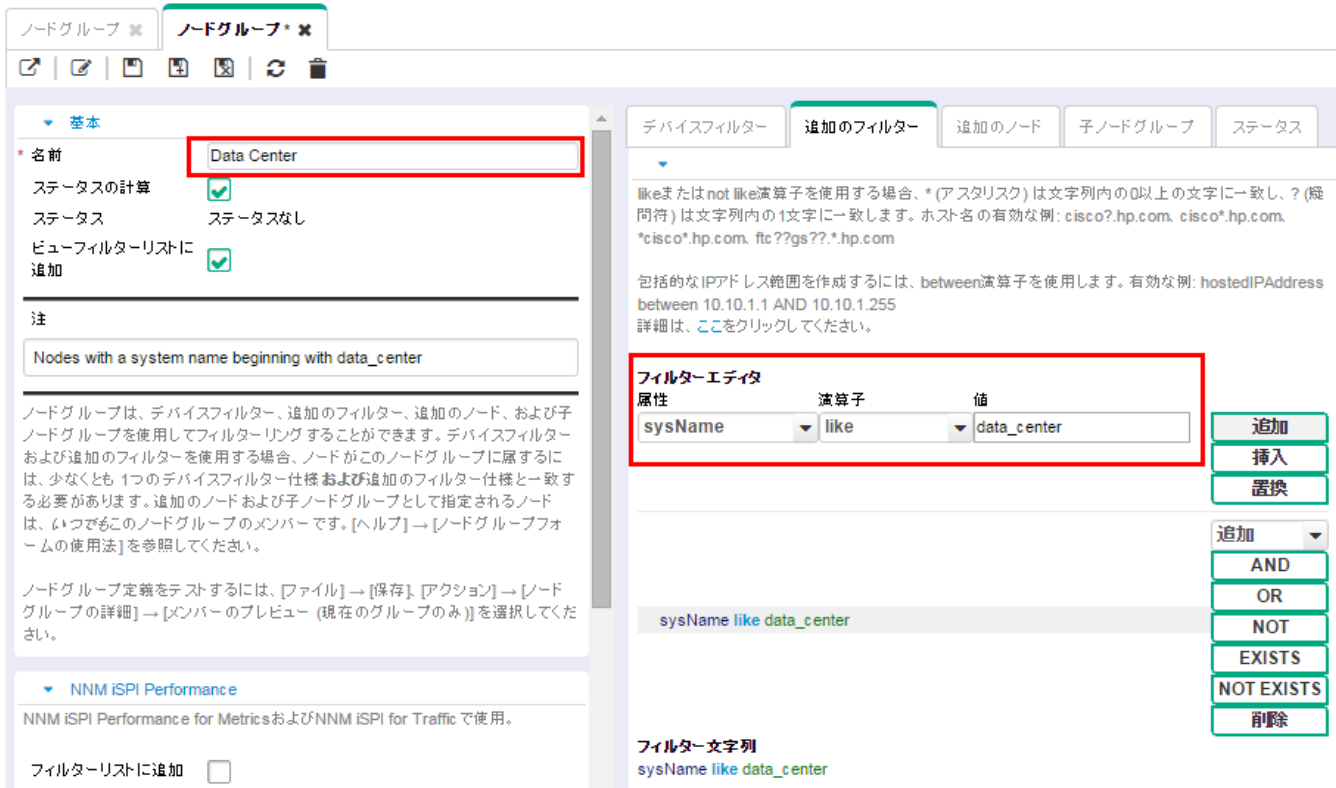 ノードグループ ✖
ノードグループ* ✖
基本
* 名前 Data Center
ステータスの計算
ステータス ステータスなし
ビューフィルターリストに
追加
注
Nodes with a system name beginning with data_center
ノードグループは、デバイスフィルター、追加のフィルター、追加のノード、および子
ノードグループを使用してフィルターリングすることができます。デバイスフィルター
および追加のフィルターを使用する場合、ノードがこのノードグループに属するに
は、少なくとも 1つのデバイスフィルター仕様および追加のフィルター仕様と一致す
る必要があります。追加のノードおよび子ノードグループとして指定されるノード
は、いつでもこのノードグループのメンバーです。[ヘルプ] → [ノードグループフォ
ームの使用法] を参照してください。
ノードグループ定義をテストするには、[ファイル] → [保存]、[アクション] → [ノード
グループの詳細] → [メンバーのプレビュー (現在のグループのみ)] を選択してくだ
さい。
NNM iSPI Performance
NNM iSPI Performance for MetricsおよびNNM iSPI for Traffic で使用。
フィルターリストに追加
デバイスフィルター
追加のフィルター
追加のノード
子ノードグループ
ステータス
likeまたはnot like演算子を使用する場合、* (アスタリスク) は文字列内の0以上の文字に一致し、? (疑
問符) は文字列内の1文字に一致します。ホスト名の有効な例: cisco?.hp.com、cisco*.hp.com、
*cisco*.hp.com、ftc??gs??.*.hp.com
包括的なIPアドレス範囲を作成するには、between演算子を使用します。有効な例: hostedIPAddress
between 10.10.1.1 AND 10.10.1.255
詳細は、ここをクリックしてください。
フィルターエディタ
属性 演算子 値
sysName like data_center
追加
挿入
置換
追加
AND
OR
NOT
EXISTS
NOT EXISTS
削除
sysName like data_center
フィルター文字列
sysName like data_center